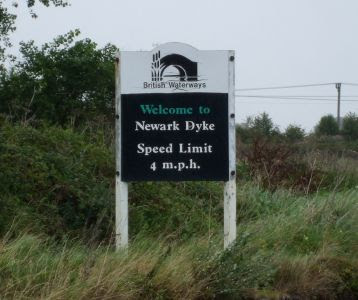 British Waterways
Welcome to
Newark Dyke
Speed Limit
4 m.p.h.